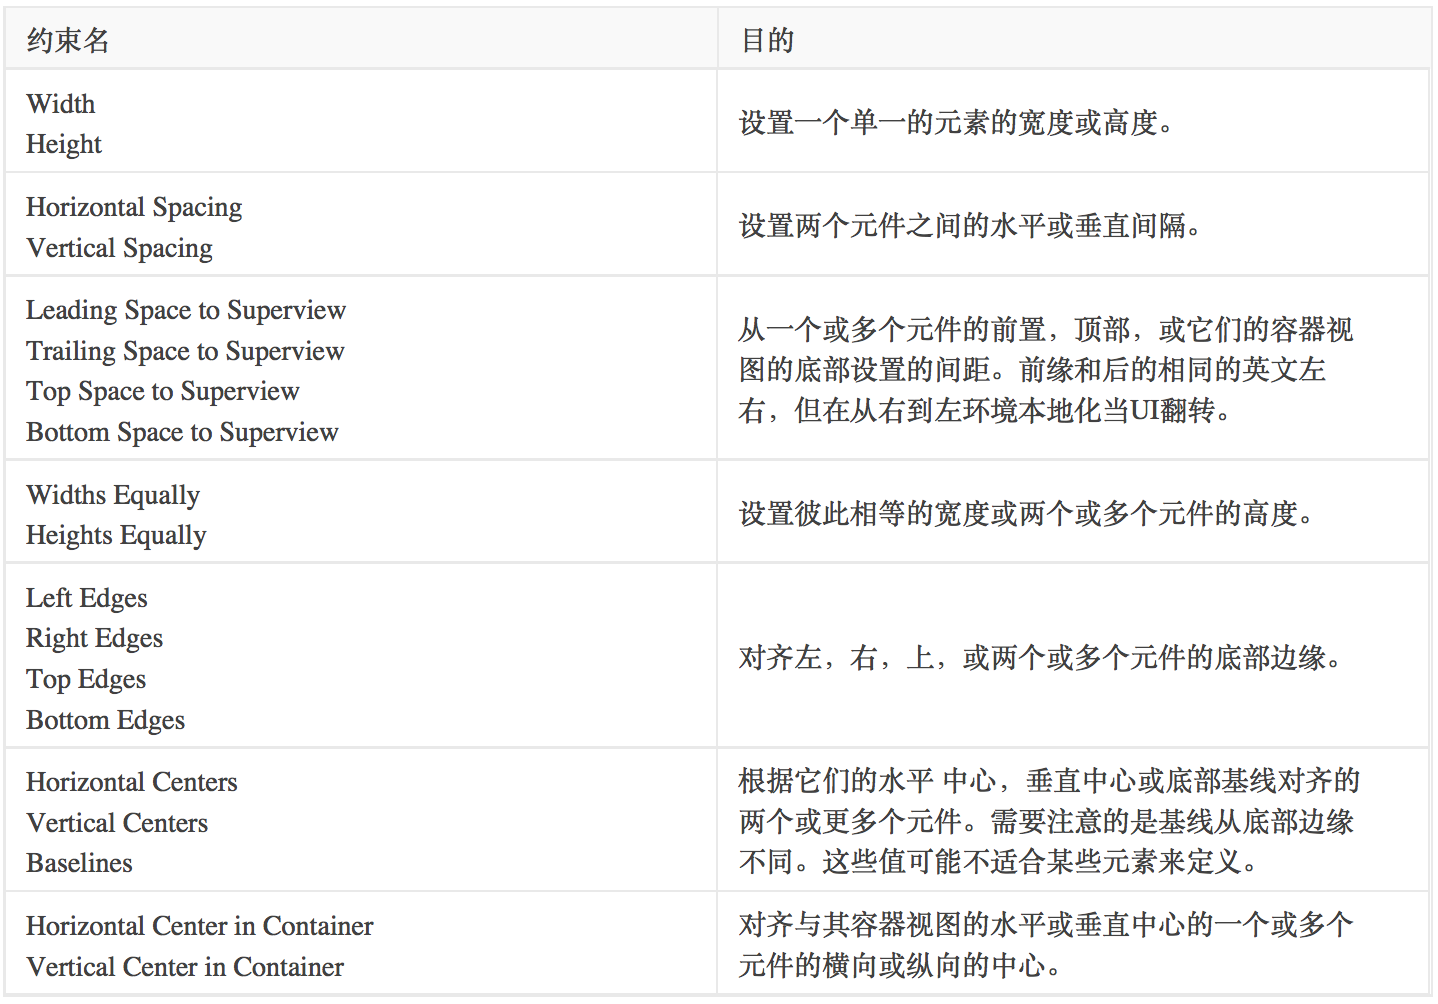 约束名
目的
Width
Height
设置一个单一的元素的宽度或高度。
Horizontal Spacing
Vertical Spacing
设置两个元件之间的水平或垂直间隔。
Leading Space to Superview
Trailing Space to Superview
Top Space to Superview
Bottom Space to Superview
从一个或多个元件的前置，顶部，或它们的容器视
图的底部设置的间距。前缘和后的相同的英文左
右，但在从右到左环境本地化当UI翻转。
Widths Equally
Heights Equally
设置彼此相等的宽度或两个或多个元件的高度。
Left Edges
Right Edges
Top Edges
Bottom Edges
对齐左，右，上，或两个或多个元件的底部边缘。
Horizontal Centers
Vertical Centers
Baselines
根据它们的水平 中心，垂直中心或底部基线对齐的
两个或更多个元件。需要注意的是基线从底部边缘
不同。这些值可能不适合某些元素来定义。
Horizontal Center in Container
Vertical Center in Container
对齐与其容器视图的水平或垂直中心的一个或多个
元件的横向或纵向的中心。